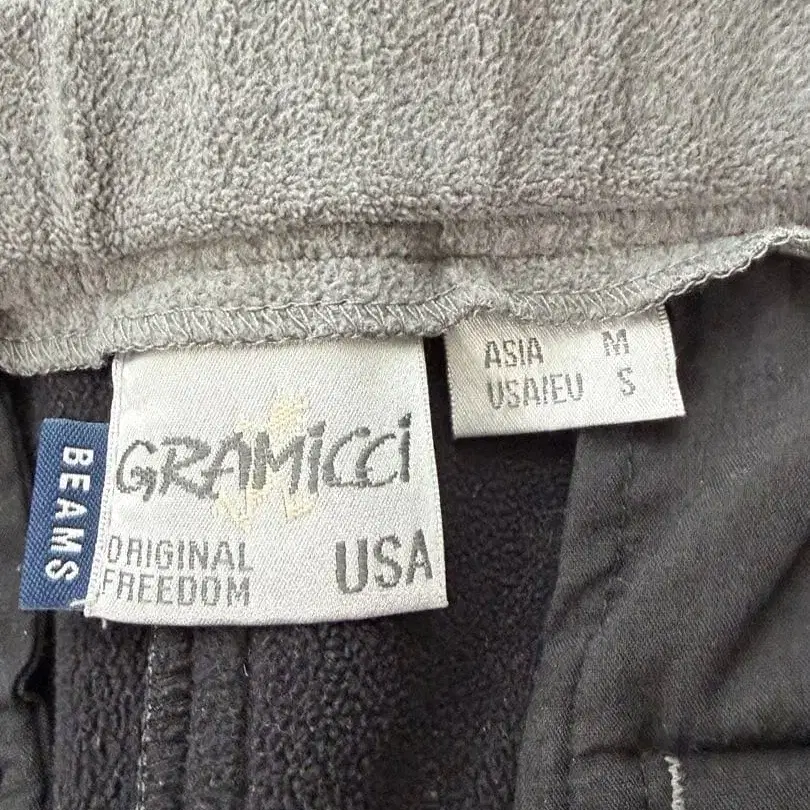 BEAMS
GRAMiCCi
ORIGINAL
FREEDOM
USA
ASIA M
USA/EU S